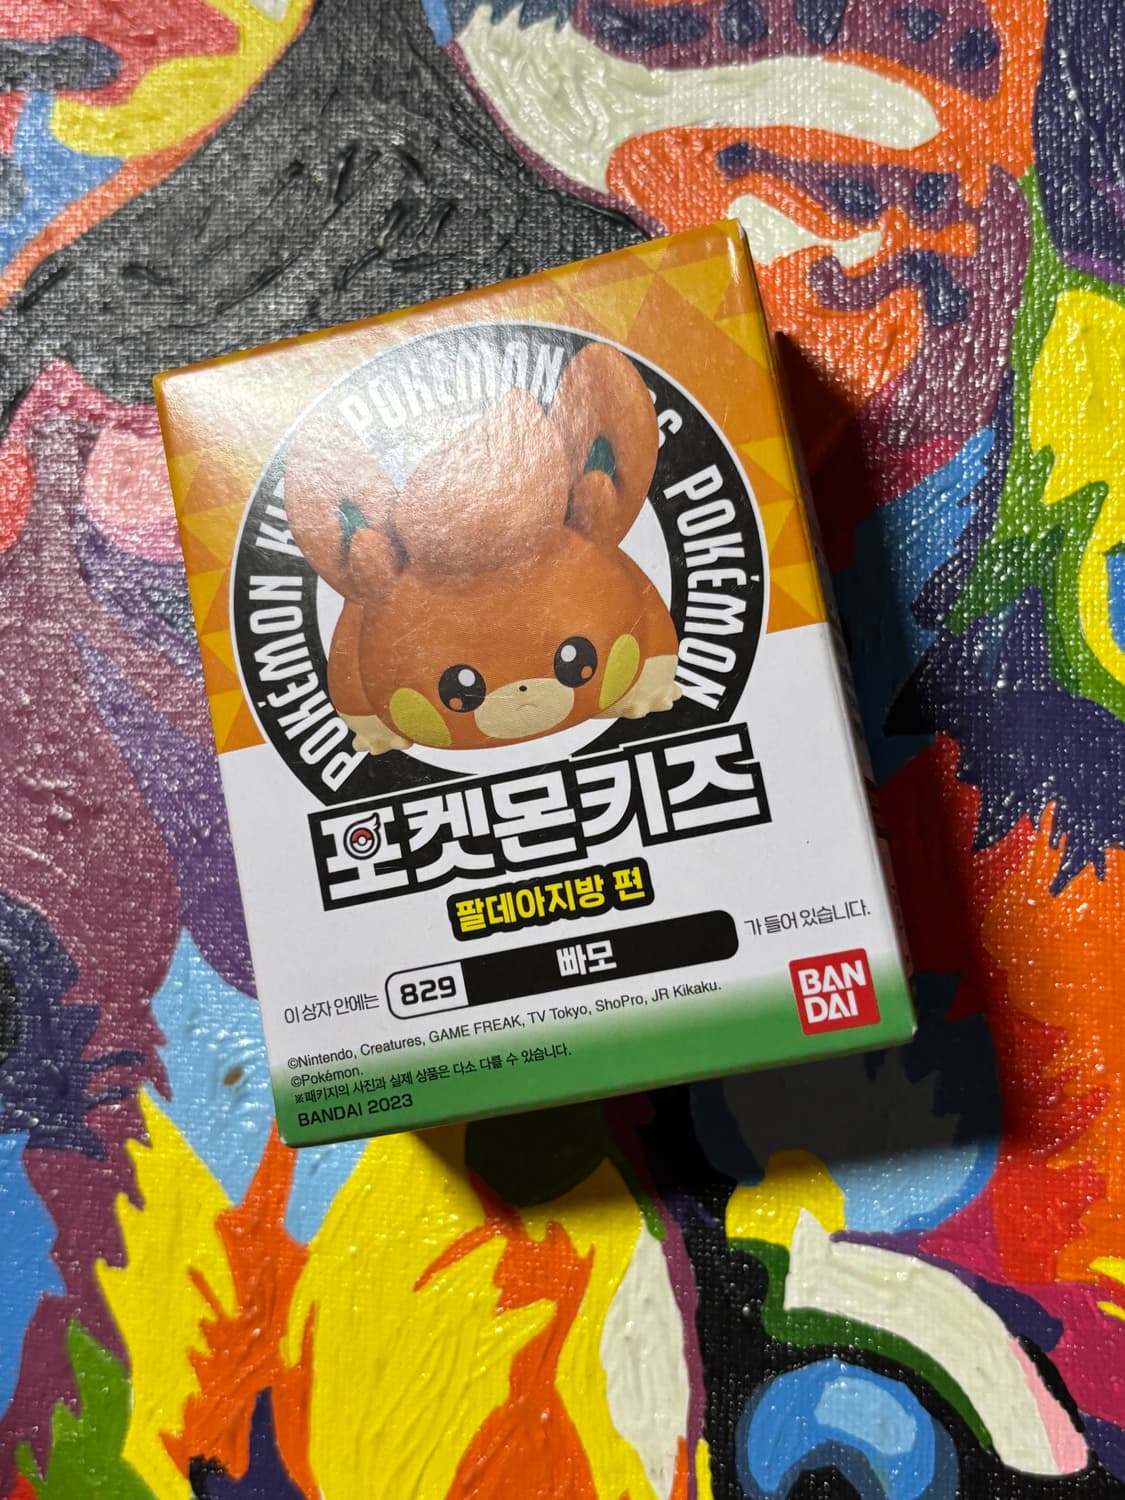 POKÉMON
POKÉMON
POKÉMON
포켓몬키즈
팔데아지방 편
이 상자 안에는 829 빠모 가 들어 있습니다.
©Nintendo, Creatures, GAME FREAK, TV Tokyo, ShoPro, JR Kikaku.
©Pokémon.
※패키지의 사진과 실제 상품은 다소 다를 수 있습니다.
BANDAI 2023
BAN
DAI